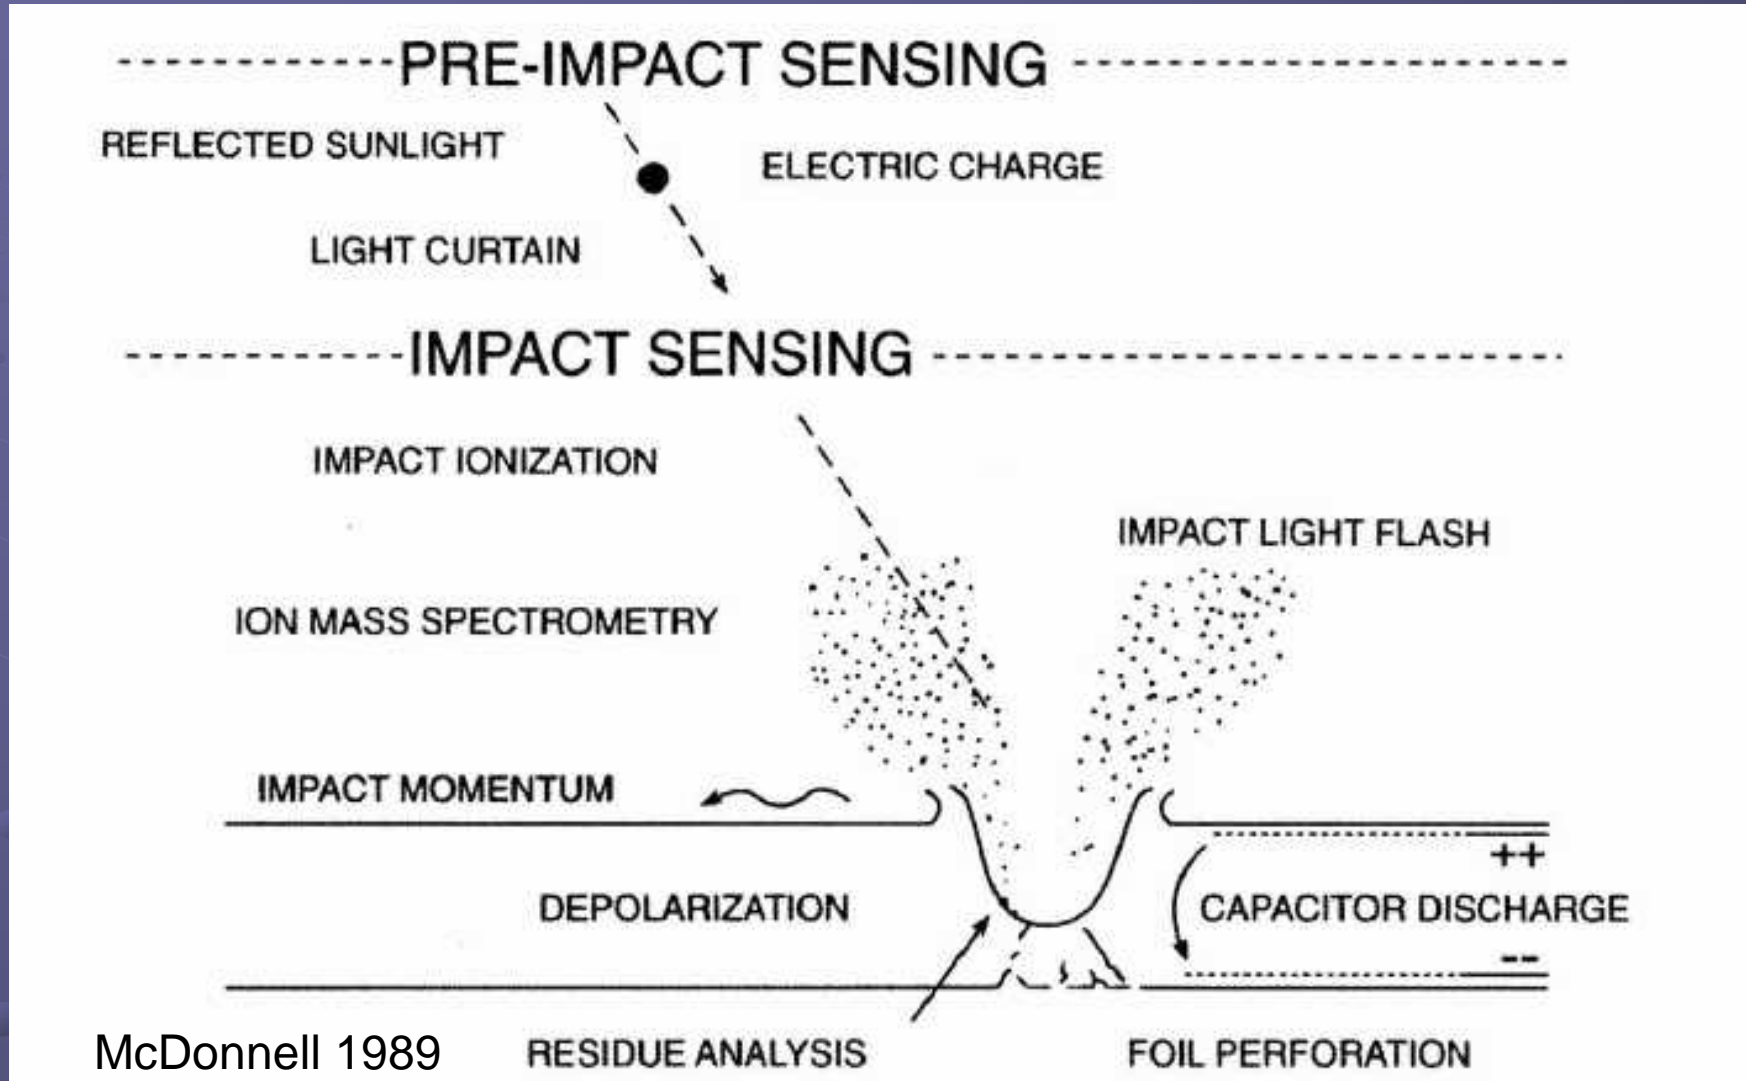 PRE-IMPACT SENSING
REFLECTED SUNLIGHT
ELECTRIC CHARGE
LIGHT CURTAIN
IMPACT SENSING
IMPACT IONIZATION
IMPACT LIGHT FLASH
ION MASS SPECTROMETRY
IMPACT MOMENTUM
++
DEPOLARIZATION
CAPACITOR DISCHARGE
--
McDonnell 1989
RESIDUE ANALYSIS
FOIL PERFORATION